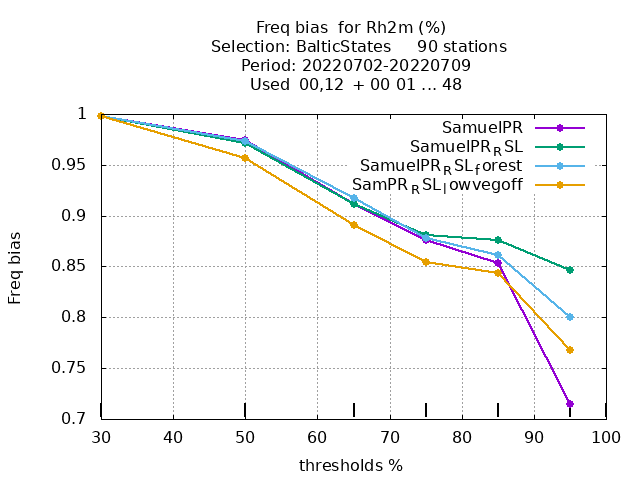 Freq bias  for Rh2m (%)
Selection: BalticStates     90 stations
Period: 20220702-20220709
Used  00,12  + 00 01 ... 48
SamuelPR
SamuelPR_RSL
SamuelPR_RSL_forest
SamPR_RSL_lowvegoff
1
0.95
0.9
0.85
0.8
0.75
0.7
Freq bias
30 40 50 60 70 80 90 100
thresholds %